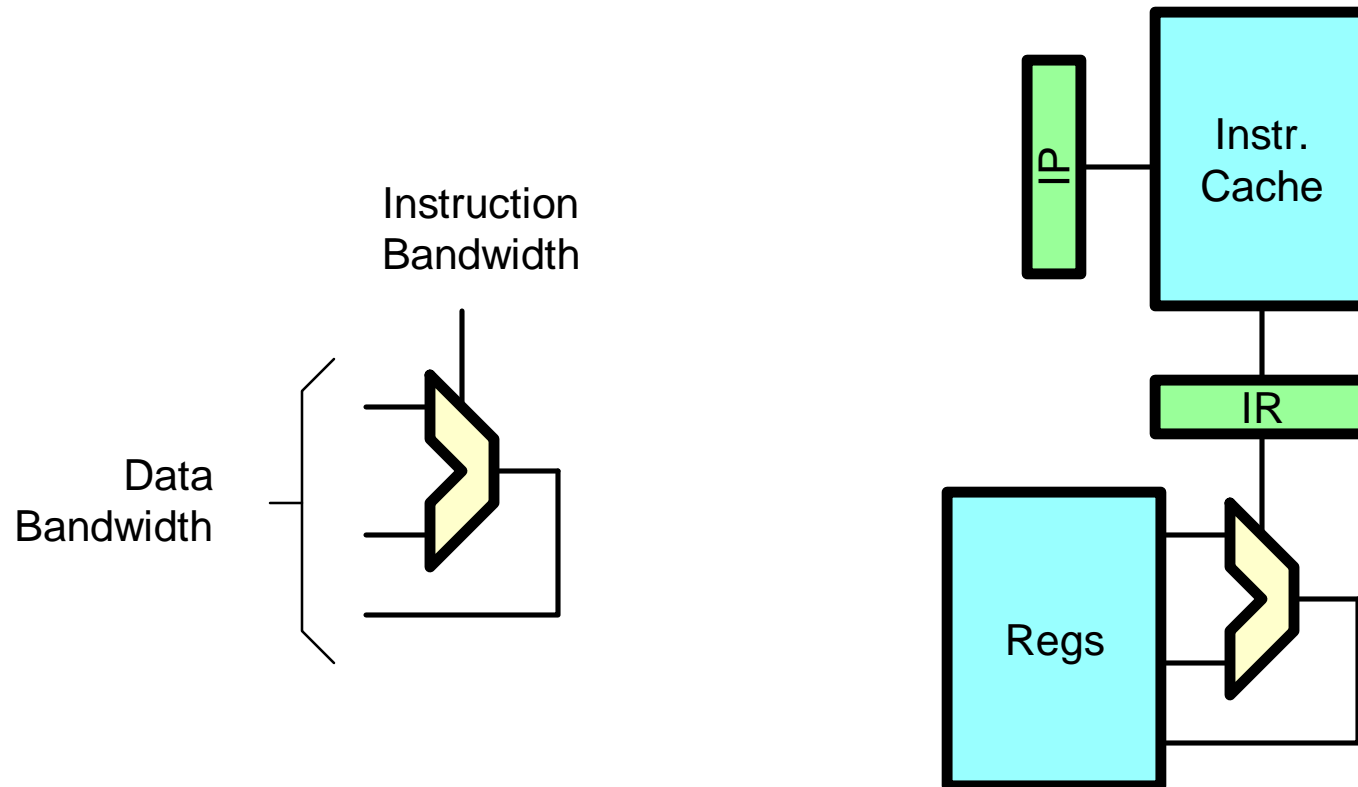 Instruction
Bandwidth
Data
Bandwidth
IP
Instr.
Cache
IR
Regs